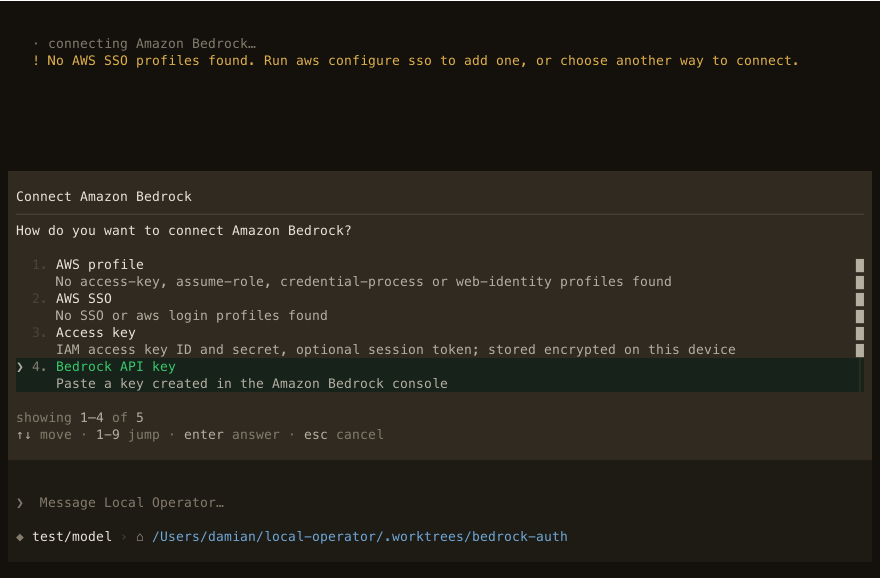 · connecting Amazon Bedrock…
! No AWS SSO profiles found. Run aws configure sso to add one, or choose another way to connect.
Connect Amazon Bedrock
How do you want to connect Amazon Bedrock?
1. AWS profile
No access-key, assume-role, credential-process or web-identity profiles found
2. AWS SSO
No SSO or aws login profiles found
3. Access key
IAM access key ID and secret, optional session token; stored encrypted on this device
❯ 4. Bedrock API key
Paste a key created in the Amazon Bedrock console
showing 1–4 of 5
↑↓ move · 1–9 jump · enter answer · esc cancel
❯ Message Local Operator…
◆ test/model › ⌂ /Users/damian/local-operator/.worktrees/bedrock-auth